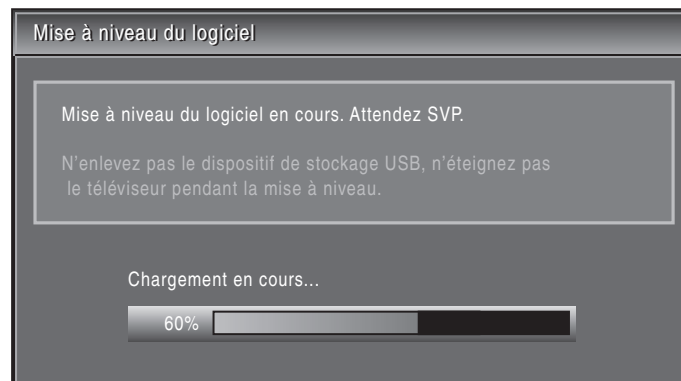 Mise à niveau du logiciel
Mise à niveau du logiciel en cours. Attendez SVP.
N'enlevez pas le dispositif de stockage USB, n'éteignez pas
le téléviseur pendant la mise à niveau.
Chargement en cours...
60%